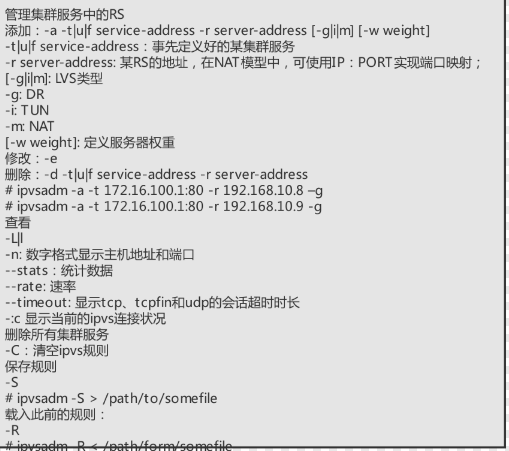 管理集群服务中的RS
添加：-a -t|u|f service-address -r server-address [-g|i|m] [-w weight]
-t|u|f service-address：事先定义好的某集群服务
-r server-address: 某RS的地址，在NAT模型中，可使用IP：PORT实现端口映射；
[-g|i|m]: LVS类型
-g: DR
-i: TUN
-m: NAT
[-w weight]: 定义服务器权重
修改：-e
删除：-d -t|u|f service-address -r server-address
# ipvsadm -a -t 172.16.100.1:80 -r 192.168.10.8 –g
# ipvsadm -a -t 172.16.100.1:80 -r 192.168.10.9 -g
查看
-L|l
-n: 数字格式显示主机地址和端口
--stats：统计数据
--rate: 速率
--timeout: 显示tcp、tcpfin和udp的会话超时时长
-:c 显示当前的ipvs连接状况
删除所有集群服务
-C：清空ipvs规则
保存规则
-S
# ipvsadm -S > /path/to/somefile
载入此前的规则：
-R
# ipvsadm -R < /path/form/somefile